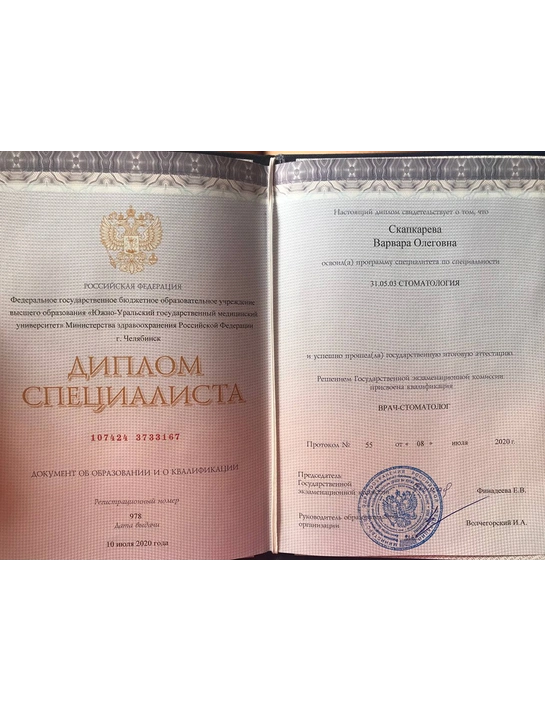 РОССИЙСКАЯ ФЕДЕРАЦИЯ
Федеральное государственное бюджетное образовательное учреждение
высшего образования «Южно-Уральский государственный медицинский
университет» Министерства здравоохранения Российской Федерации
г. Челябинск
ДИПЛОМ
СПЕЦИАЛИСТА
107424 3733167
ДОКУМЕНТ ОБ ОБРАЗОВАНИИ И О КВАЛИФИКАЦИИ
Регистрационный номер
978
Дата выдачи
10 июля 2020 года
Настоящий диплом свидетельствует о том, что
Скапкарева
Варвара Олеговна
освоил(а) программу специалитета по специальности
31.05.03 СТОМАТОЛОГИЯ
и успешно прошел(ла) государственную итоговую аттестацию
Решением Государственной экзаменационной комиссии
присвоена квалификация
ВРАЧ-СТОМАТОЛОГ
Протокол № 55 от « 08 » июля 2020 г.
Председатель
Государственной
экзаменационной
Финадеева Е.В.
Руководитель
организации
Волчегорский И.А.